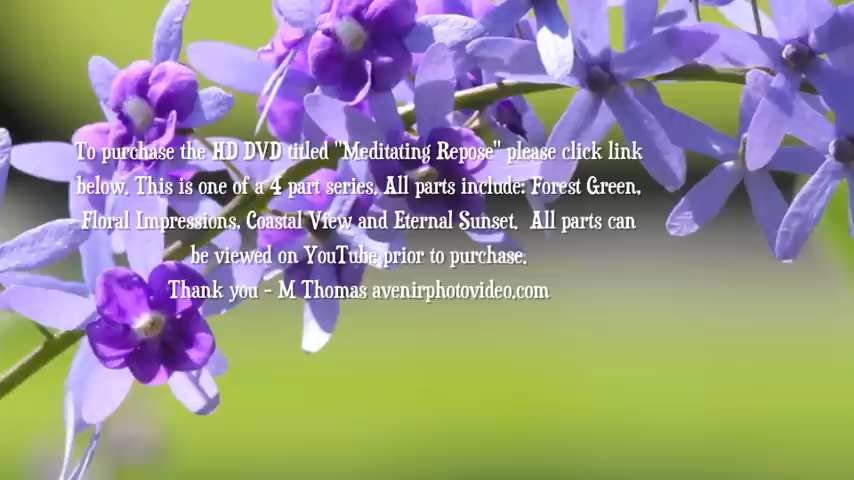 To purchase the HD DVD titled "Meditating Repose" please click link
below. This is one of a 4 part series. All parts include: Forest Green,
Floral Impressions, Coastal View and Eternal Sunset.  All parts can
be viewed on YouTube prior to purchase.
Thank you - M Thomas avenirphotovideo.com